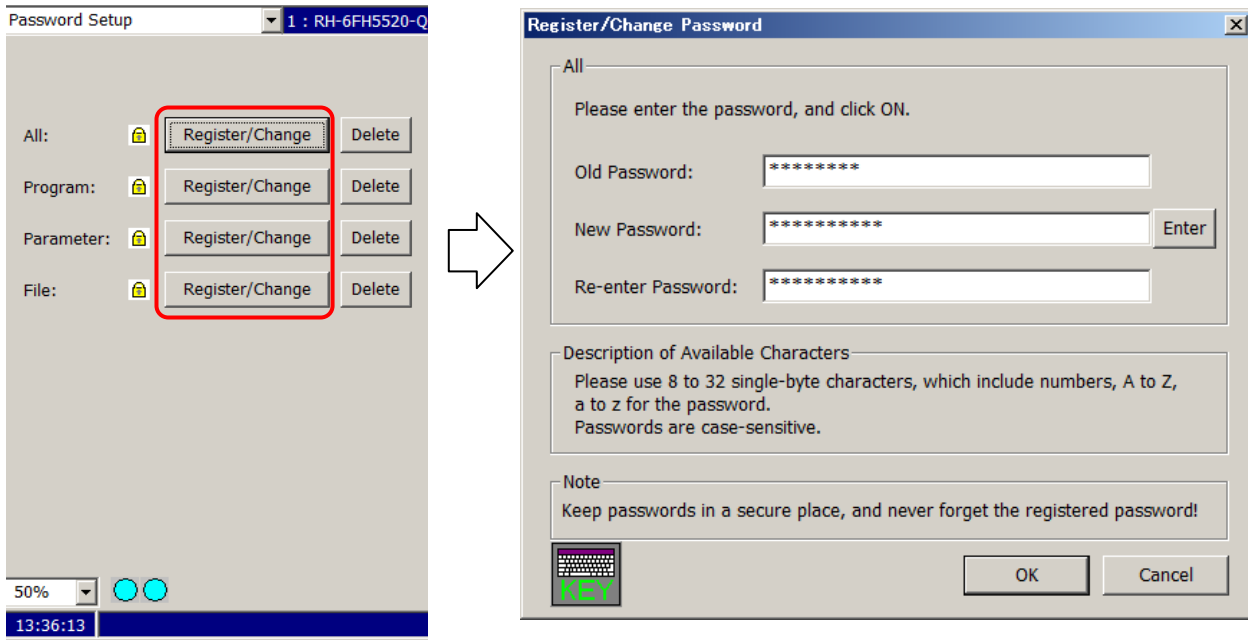 Password Setup
1 : RH-6FH5520-Q
All:
Register/Change
Delete
Program:
Register/Change
Delete
Parameter:
Register/Change
Delete
File:
Register/Change
Delete
50%
13:36:13
Register/Change Password
All
Please enter the password, and click ON.
Old Password:
********
New Password:
**********
Enter
Re-enter Password:
**********
Description of Available Characters
Please use 8 to 32 single-byte characters, which include numbers, A to Z,
a to z for the password.
Passwords are case-sensitive.
Note
Keep passwords in a secure place, and never forget the registered password!
KEY
OK
Cancel